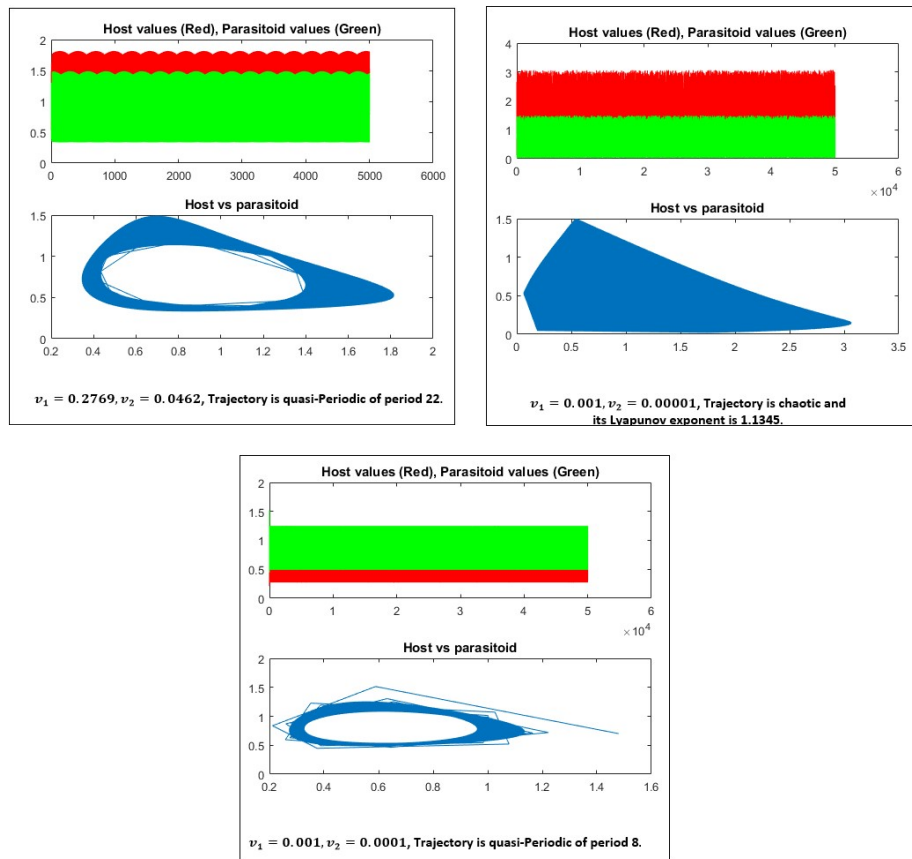 Host values (Red), Parasitoid values (Green)
2
1.5
1
0.5
0
0 1000 2000 3000 4000 5000 6000
Host vs parasitoid
1.5
1
0.5
0
0.2 0.4 0.6 0.8 1 1.2 1.4 1.6 1.8 2
v₁ = 0.2769, v₂ = 0.0462, Trajectory is quasi-Periodic of period 22.
Host values (Red), Parasitoid values (Green)
4
3
2
1
0
0 1 2 3 4 5 6
×10⁴
Host vs parasitoid
1.5
1
0.5
0
0 0.5 1 1.5 2 2.5 3 3.5
v₁ = 0.001, v₂ = 0.00001, Trajectory is chaotic and
its Lyapunov exponent is 1.1345.
Host values (Red), Parasitoid values (Green)
2
1.5
1
0.5
0
0 1 2 3 4 5 6
×10⁴
Host vs parasitoid
2
1.5
1
0.5
0
0.2 0.4 0.6 0.8 1 1.2 1.4 1.6
v₁ = 0.001, v₂ = 0.0001, Trajectory is quasi-Periodic of period 8.